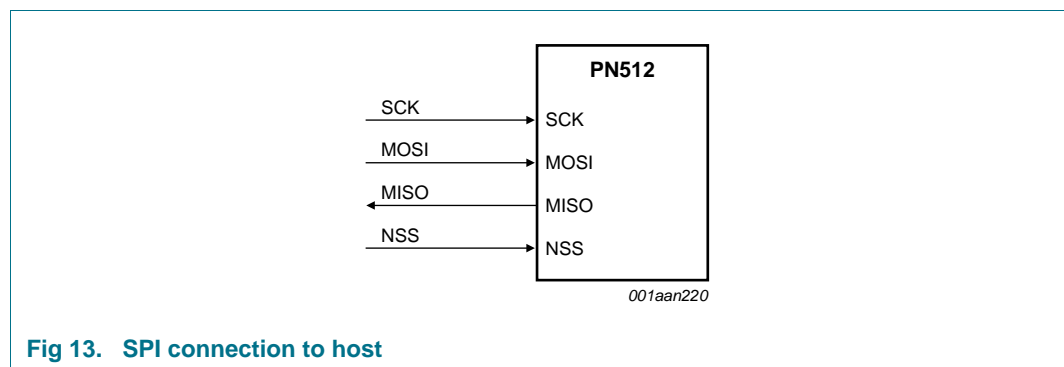 PN512
SCK SCK
MOSI MOSI
MISO MISO
NSS NSS
001aan220
Fig 13. SPI connection to host